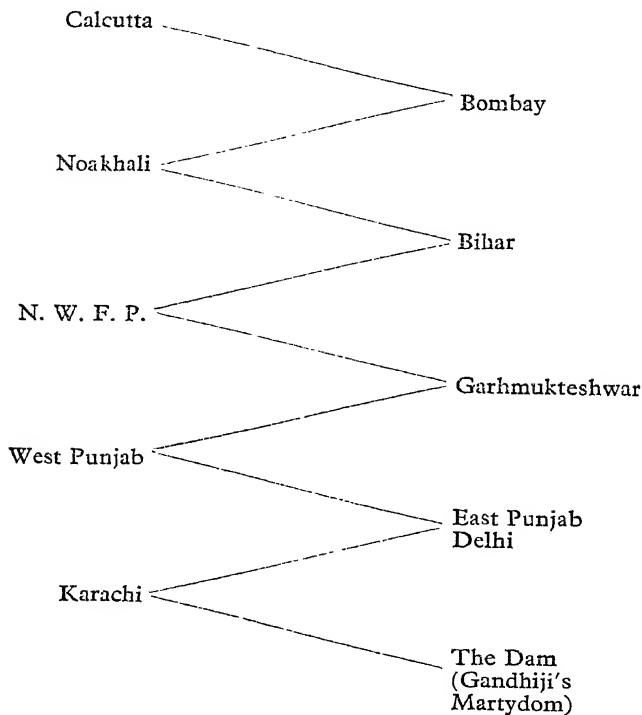 Calcutta
Bombay
Noakhali
Bihar
N. W. F. P.
Garhmukteshwar
West Punjab
East Punjab
Delhi
Karachi
The Dam
(Gandhiji's
Martydom)